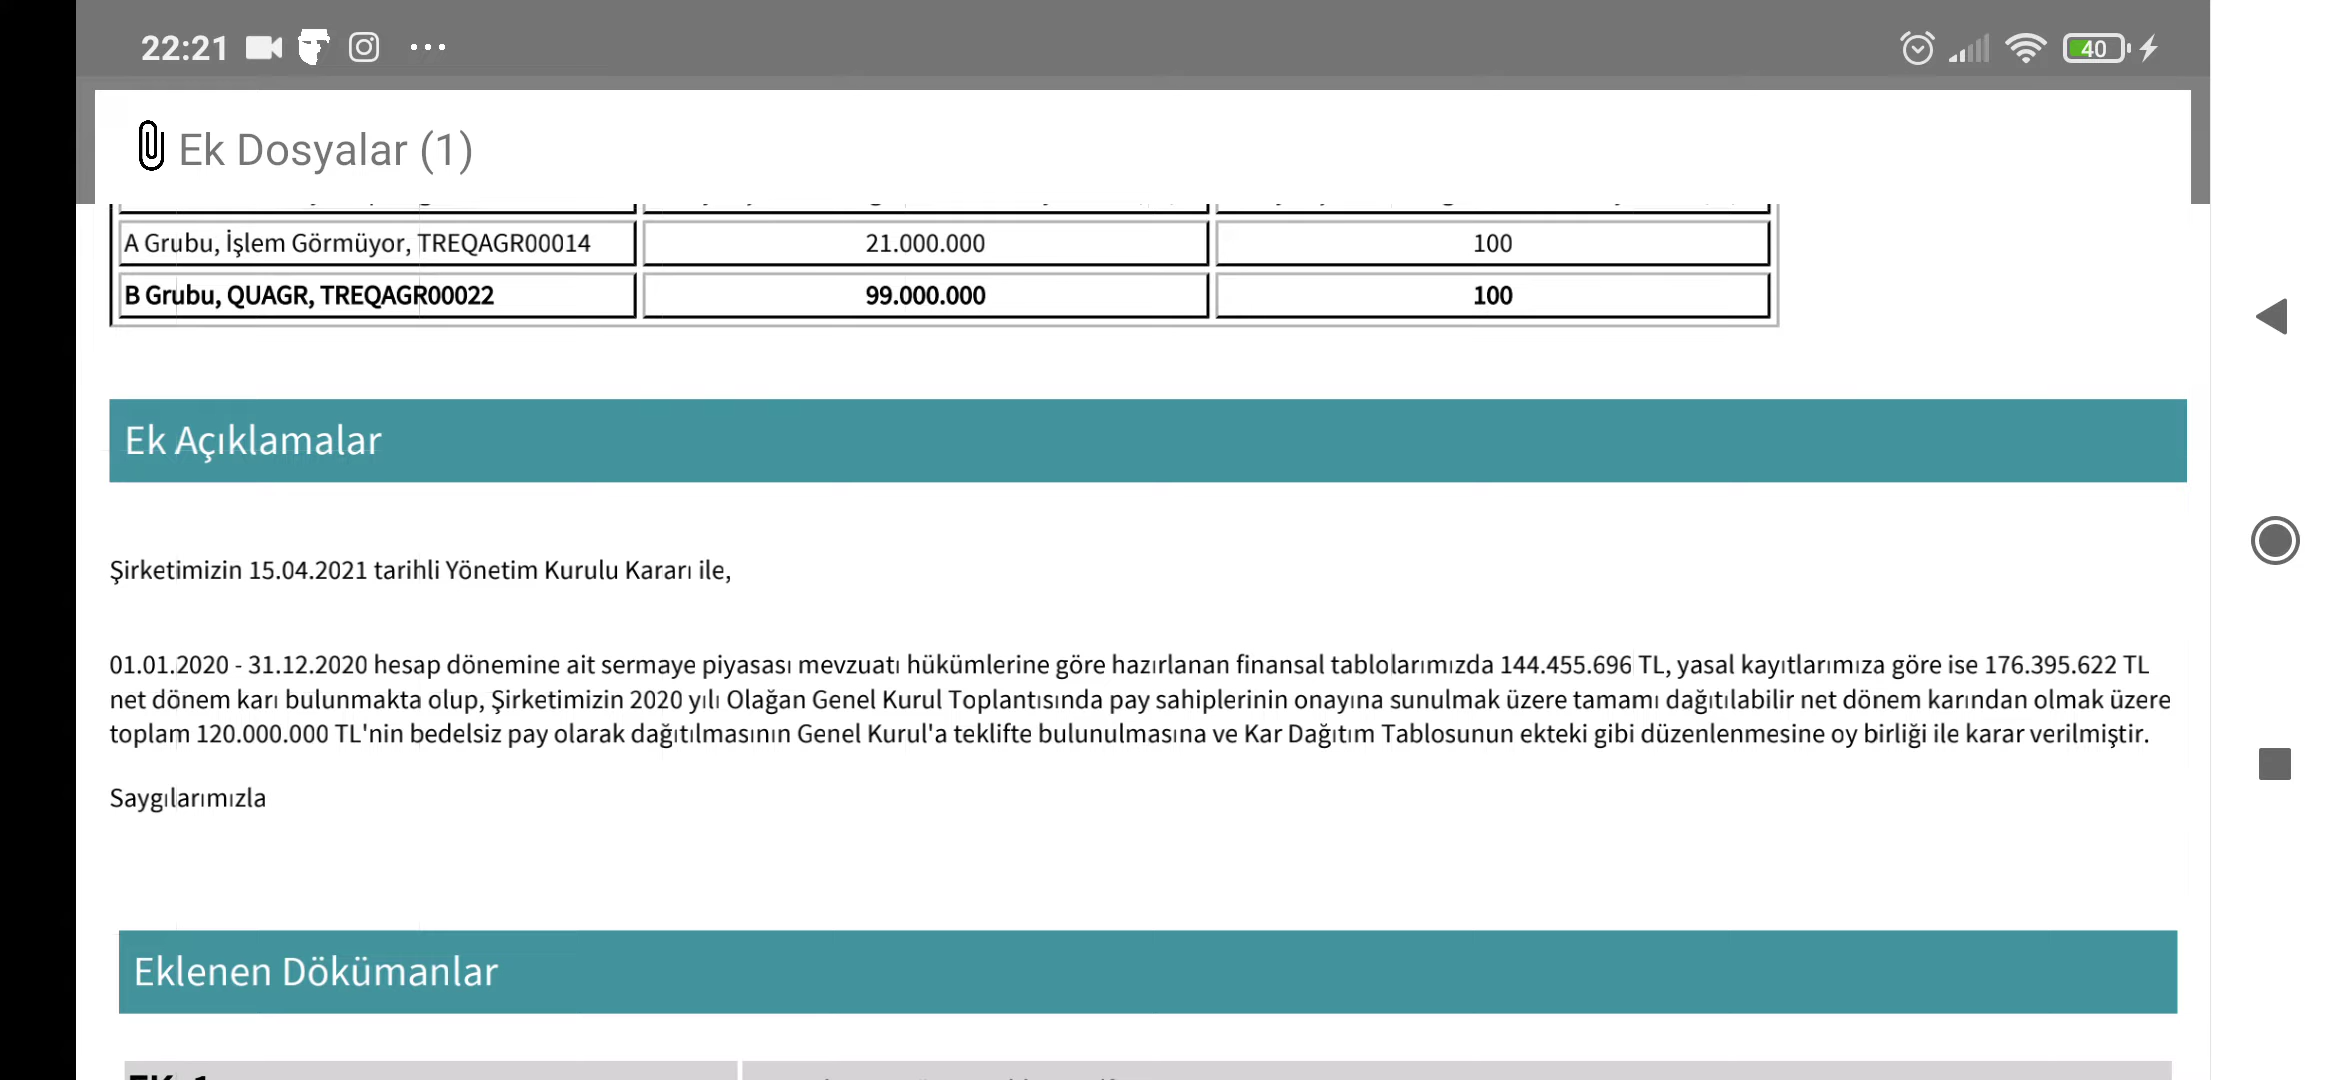 22:21
40
Ek Dosyalar (1)
A Grubu, İşlem Görmüyor, TREQAGR00014 21.000.000 100
B Grubu, QUAGR, TREQAGR00022 99.000.000 100
Ek Açıklamalar
Şirketimizin 15.04.2021 tarihli Yönetim Kurulu Kararı ile,
01.01.2020 - 31.12.2020 hesap dönemine ait sermaye piyasası mevzuatı hükümlerine göre hazırlanan finansal tablolarımızda 144.455.696 TL, yasal kayıtlarımıza göre ise 176.395.622 TL
net dönem karı bulunmakta olup, Şirketimizin 2020 yılı Olağan Genel Kurul Toplantısında pay sahiplerinin onayına sunulmak üzere tamamı dağıtılabilir net dönem karından olmak üzere
toplam 120.000.000 TL'nin bedelsiz pay olarak dağıtılmasının Genel Kurul'a teklifte bulunulmasına ve Kar Dağıtım Tablosunun ekteki gibi düzenlenmesine oy birliği ile karar verilmiştir.
Saygılarımızla
Eklenen Dökümanlar